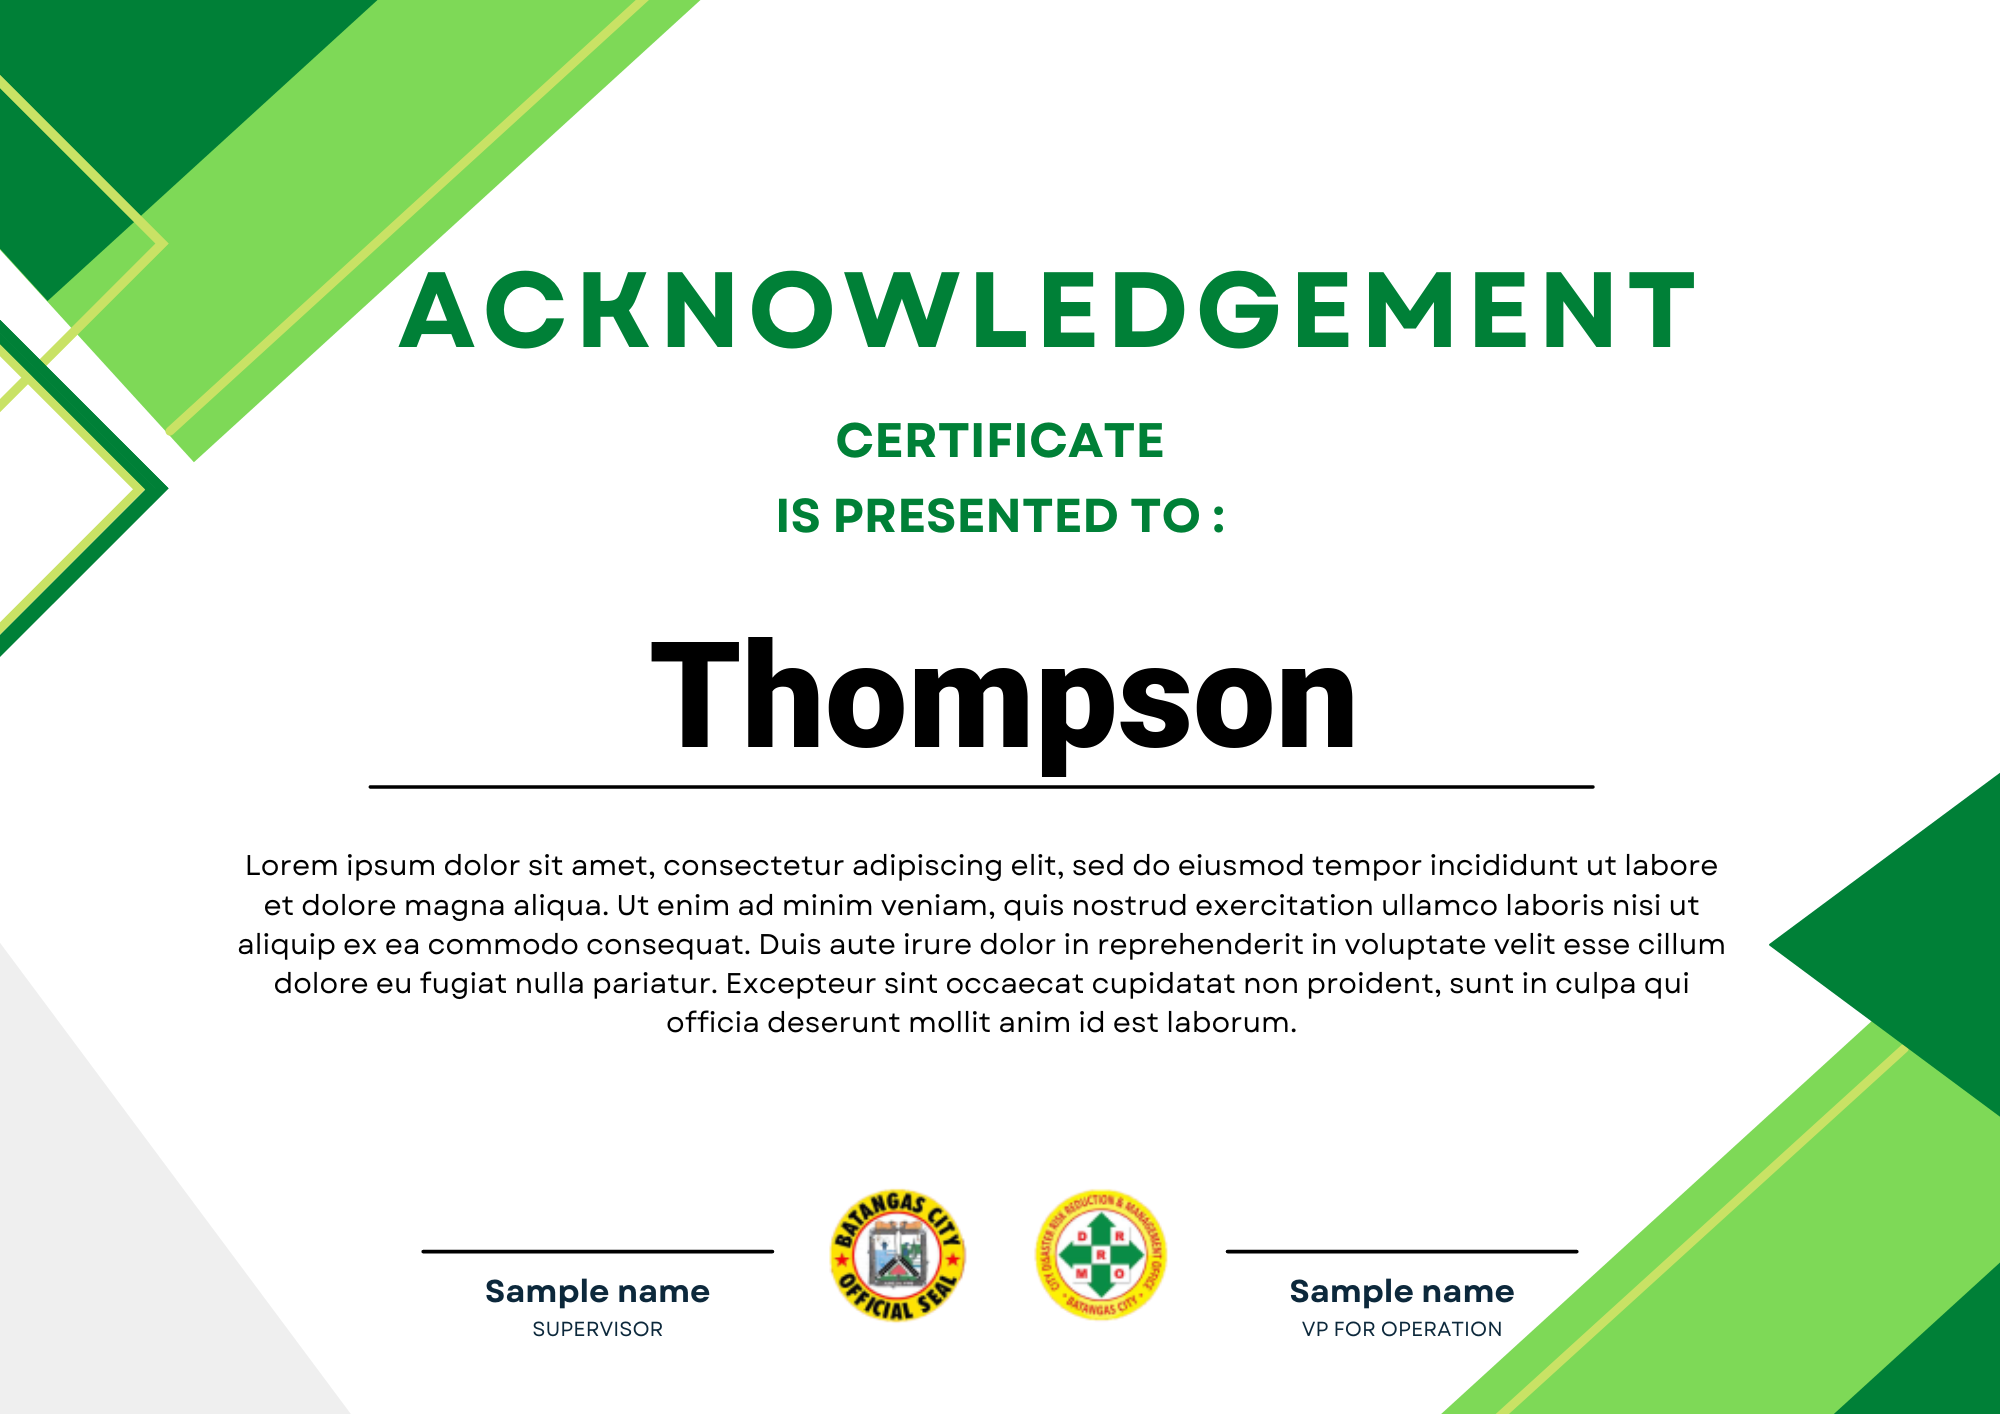 ACKNOWLEDGEMENT
CERTIFICATE
IS PRESENTED TO :
Thompson
Lorem ipsum dolor sit amet, consectetur adipiscing elit, sed do eiusmod tempor incididunt ut labore
et dolore magna aliqua. Ut enim ad minim veniam, quis nostrud exercitation ullamco laboris nisi ut
aliquip ex ea commodo consequat. Duis aute irure dolor in reprehenderit in voluptate velit esse cillum
dolore eu fugiat nulla pariatur. Excepteur sint occaecat cupidatat non proident, sunt in culpa qui
officia deserunt mollit anim id est laborum.
Sample name
SUPERVISOR
BATANGAS CITY
OFFICIAL SEAL
CITY DISASTER RISK REDUCTION & MANAGEMENT OFFICE
D R
R
M O
BATANGAS CITY
Sample name
VP FOR OPERATION